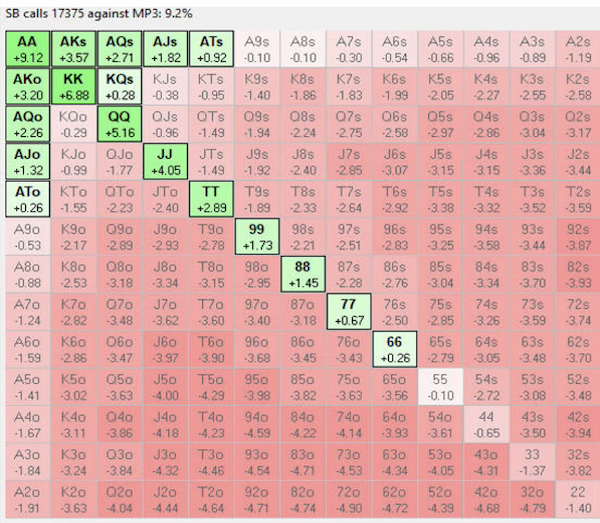 SB calls 17375 against MP3: 9.2%
AA AKs AQs AJs ATs A9s A8s A7s A6s A5s A4s A3s A2s
+9.12 +3.57 +2.71 +1.82 +0.92 -0.10 -0.10 -0.30 -0.54 -0.66 -0.96 -0.89 -1.19
AKo KK KQs KJs KTs K9s K8s K7s K6s K5s K4s K3s K2s
+3.20 +6.88 +0.28 -0.38 -0.95 -1.40 -1.86 -1.83 -1.99 -2.05 -2.27 -2.55 -2.58
AQo KQo QQ QJs QTs Q9s Q8s Q7s Q6s Q5s Q4s Q3s Q2s
+2.26 -0.29 +5.16 -0.96 -1.49 -1.94 -2.24 -2.75 -2.58 -2.97 -2.86 -3.04 -3.17
AJo KJo QJo JJ JTs J9s J8s J7s J6s J5s J4s J3s J2s
+1.32 -0.99 -1.77 +4.05 -1.49 -1.92 -2.40 -2.85 -3.07 -3.15 -3.15 -3.36 -3.44
ATo KTo QTo JTo TT T9s T8s T7s T6s T5s T4s T3s T2s
+0.26 -1.55 -2.23 -2.40 +2.89 -1.89 -2.33 -2.64 -2.92 -3.38 -3.32 -3.52 -3.59
A9o K9o Q9o J9o T9o 99 98s 97s 96s 95s 94s 93s 92s
-0.53 -2.17 -2.89 -2.93 -2.78 +1.73 -2.21 -2.51 -2.83 -3.25 -3.58 -3.44 -3.87
A8o K8o Q8o J8o T8o 98o 88 87s 86s 85s 84s 83s 82s
-0.88 -2.53 -3.18 -3.34 -3.15 -2.95 +1.45 -2.28 -2.76 -3.04 -3.34 -3.70 -3.93
A7o K7o Q7o J7o T7o 97o 87o 77 76s 75s 74s 73s 72s
-1.24 -2.82 -3.48 -3.62 -3.60 -3.40 -3.18 +0.67 -2.50 -2.85 -3.26 -3.59 -3.74
A6o K6o Q6o J6o T6o 96o 86o 76o 66 65s 64s 63s 62s
-1.59 -2.86 -3.47 -3.97 -3.90 -3.68 -3.45 -3.43 +0.26 -2.79 -3.05 -3.48 -3.70
A5o K5o Q5o J5o T5o 95o 85o 75o 65o 55 54s 53s 52s
-1.41 -3.02 -3.63 -4.00 -4.29 -3.98 -3.82 -3.63 -3.56 -0.10 -2.72 -3.08 -3.48
A4o K4o Q4o J4o T4o 94o 84o 74o 64o 54o 44 43s 42s
-1.67 -3.11 -3.86 -4.18 -4.23 -4.59 -4.22 -4.14 -3.93 -3.61 -0.65 -3.50 -3.94
A3o K3o Q3o J3o T3o 93o 83o 73o 63o 53o 43o 33 32s
-1.84 -3.24 -3.84 -4.32 -4.46 -4.54 -4.71 -4.53 -4.34 -4.05 -4.31 -1.37 -3.82
A2o K2o Q2o J2o T2o 92o 82o 72o 62o 52o 42o 32o 22
-1.91 -3.63 -4.04 -4.44 -4.64 -4.71 -4.74 -4.90 -4.72 -4.39 -4.68 -4.79 -1.40